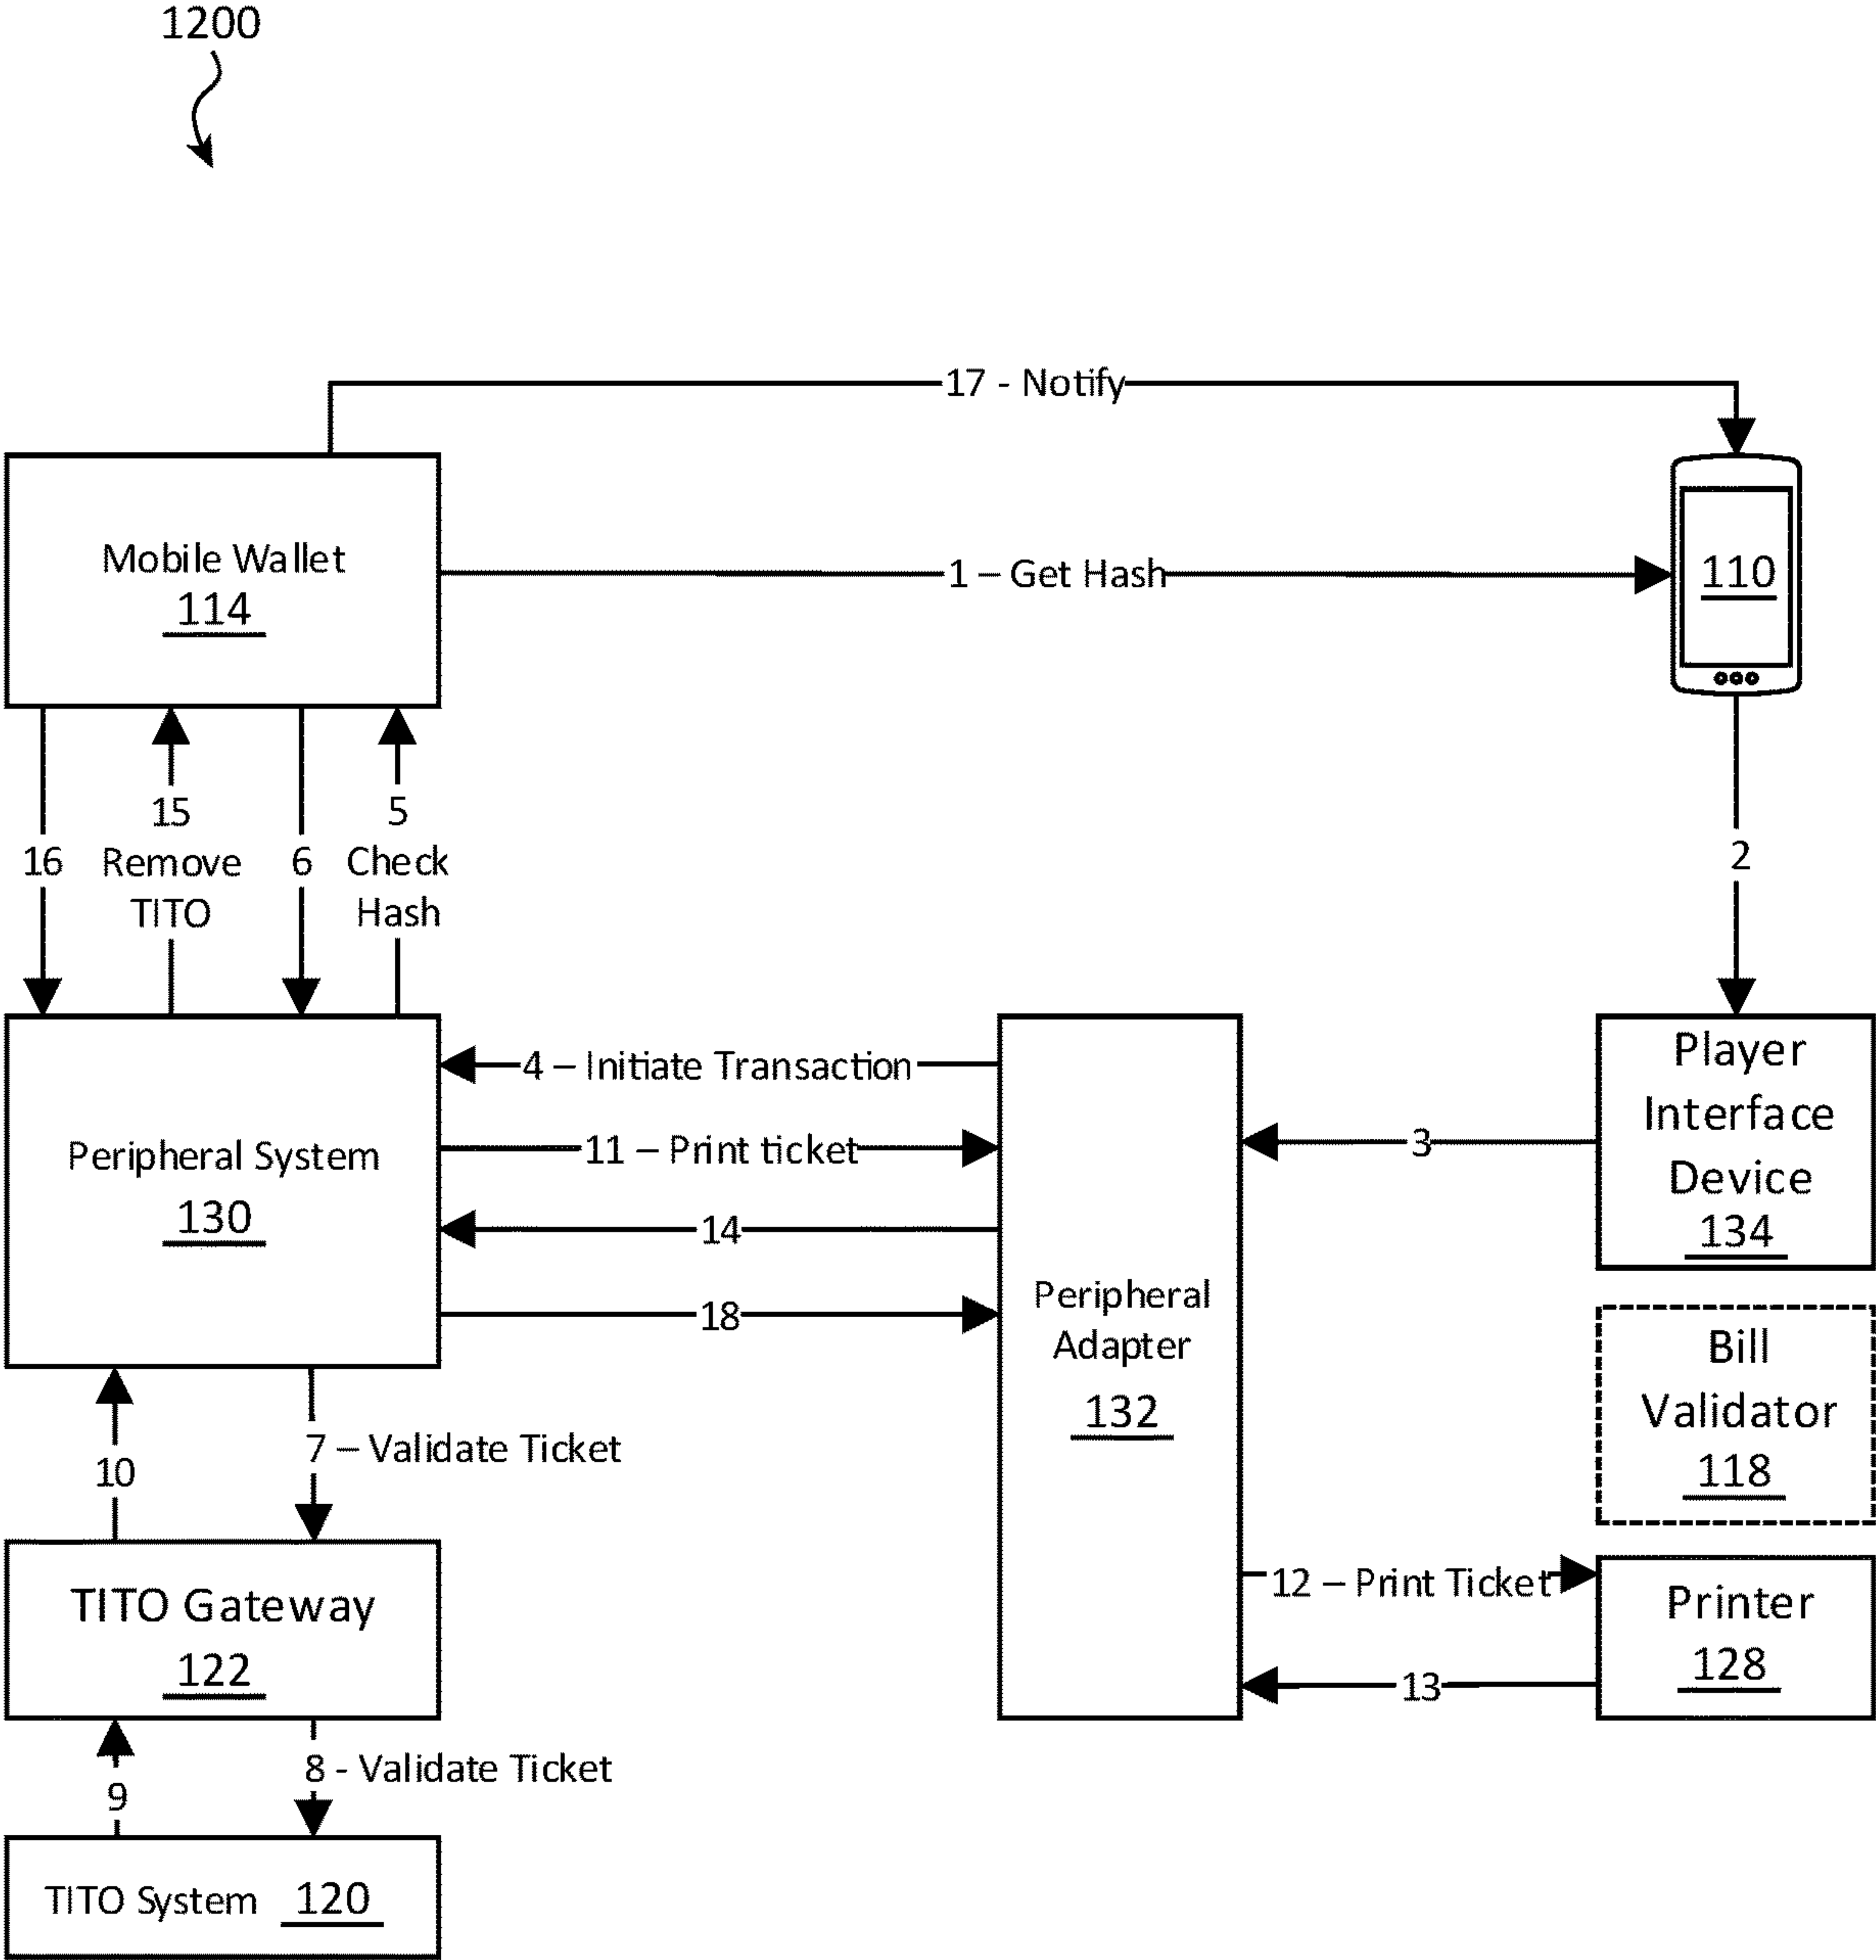 1200
17 - Notify
Mobile Wallet
114
1 – Get Hash
110
16
15
Remove
TITO
6
5
Check
Hash
2
Peripheral System
130
4 – Initiate Transaction
11 – Print ticket
14
18
Peripheral
Adapter
132
3
Player
Interface
Device
134
Bill
Validator
118
10
7 – Validate Ticket
TITO Gateway
122
12 – Print Ticket
13
Printer
128
9
8 - Validate Ticket
TITO System 120